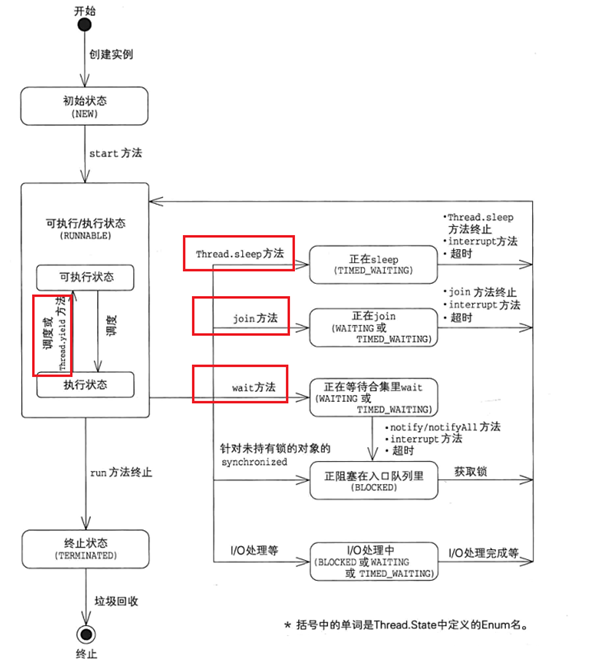 开始
创建实例
初始状态
(NEW)
start 方法
可执行/执行状态
(RUNNABLE)
可执行状态
调度或
Thread.yield 方法
调度
执行状态
run 方法终止
终止状态
(TERMINATED)
垃圾回收
终止
Thread.sleep方法
正在sleep
(TIMED_WAITING)
•Thread.sleep
方法终止
•interrupt方法
•超时
join 方法
正在join
(WAITING 或
TIMED_WAITING)
•join 方法终止
•interrupt方法
•超时
wait方法
正在等待合集里wait
(WAITING 或
TIMED_WAITING)
•notify/notifyAll 方法
•interrupt 方法
•超时
针对未持有锁的对象的
synchronized
正阻塞在入口队列里
(BLOCKED)
获取锁
I/O处理等
I/O处理中
(BLOCKED 或 WAITING
或 TIMED_WAITING)
I/O处理完成等
* 括号中的单词是Thread.State中定义的Enum名。